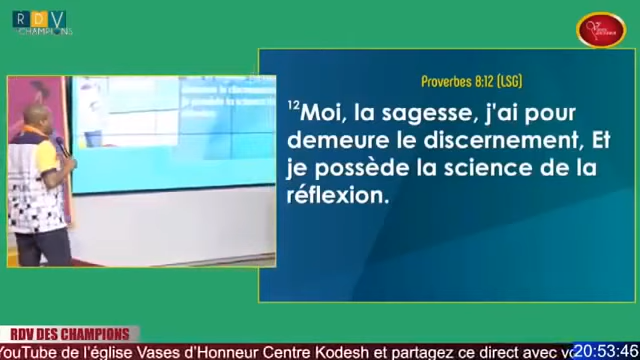 RDV
DES CHAMPIONS
Proverbes 8:12 (LSG)
12Moi, la sagesse, j'ai pour
demeure le discernement, Et
je possède la science de la
réflexion.
RDV DES CHAMPIONS
YouTube de l'église Vases d'Honneur Centre Kodesh et partagez ce direct avec
20:53:46